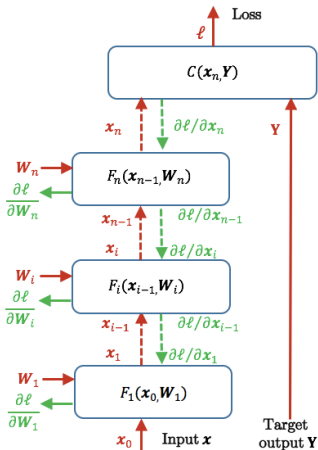 ℓ Loss
C(xₙ,Y)
xₙ ∂ℓ/∂xₙ Y
Wₙ Fₙ(xₙ₋₁,Wₙ)
∂ℓ/∂Wₙ
xₙ₋₁ ∂ℓ/∂xₙ₋₁
xᵢ ∂ℓ/∂xᵢ
Wᵢ Fᵢ(xᵢ₋₁,Wᵢ)
∂ℓ/∂Wᵢ
xᵢ₋₁ ∂ℓ/∂xᵢ₋₁
x₁ ∂ℓ/∂x₁
W₁ F₁(x₀,W₁)
∂ℓ/∂W₁
x₀ Input x
Target
output Y